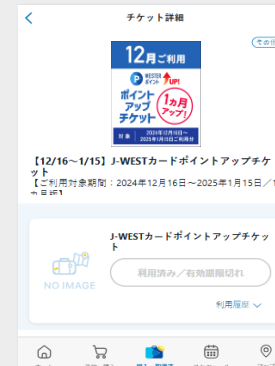 チケット詳細
その他
12月ご利用
P WESTER ポイント UP!
ポイント
アップ
チケット
1ヵ月
アップ!
対象 2024年12月16日~
2025年1月15日ご利用分
【12/16~1/15】J-WESTカードポイントアップチケ
ット
【ご利用対象期間：2024年12月16日~2025年1月15日/1
カ月版】
J-WESTカードポイントアップチケッ
ト
利用済み／有効期限切れ
NO IMAGE
利用履歴